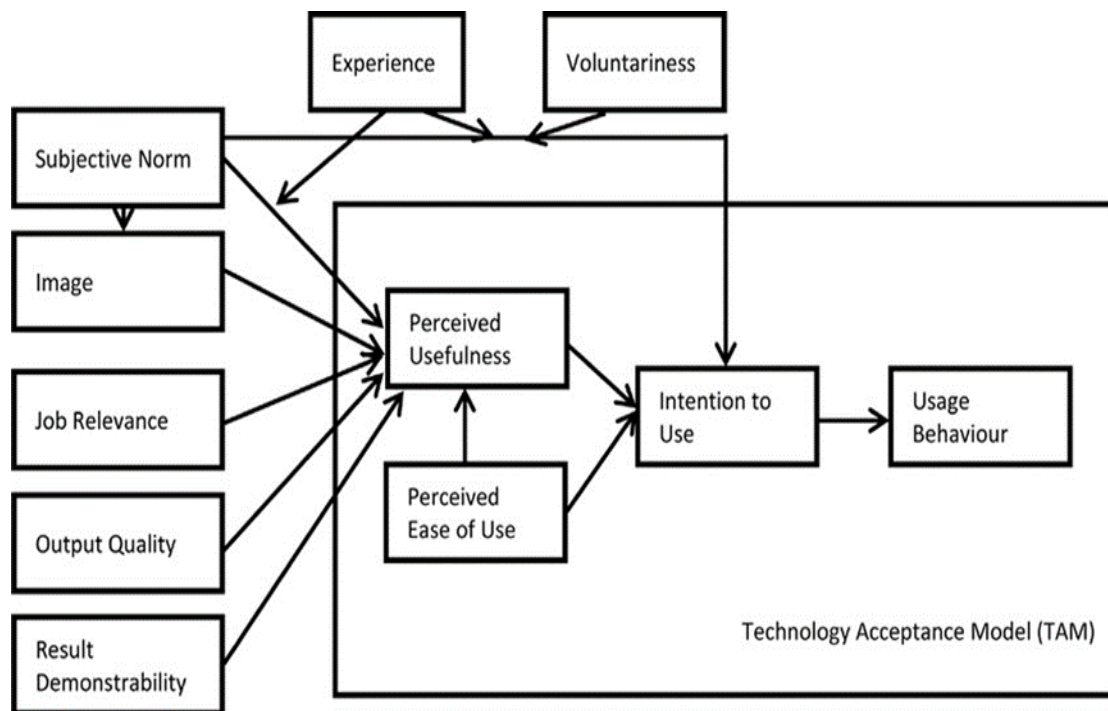 Experience
Voluntariness
Subjective Norm
Image
Perceived
Usefulness
Job Relevance
Intention to
Use
Usage
Behaviour
Perceived
Ease of Use
Output Quality
Result
Demonstrability
Technology Acceptance Model (TAM)